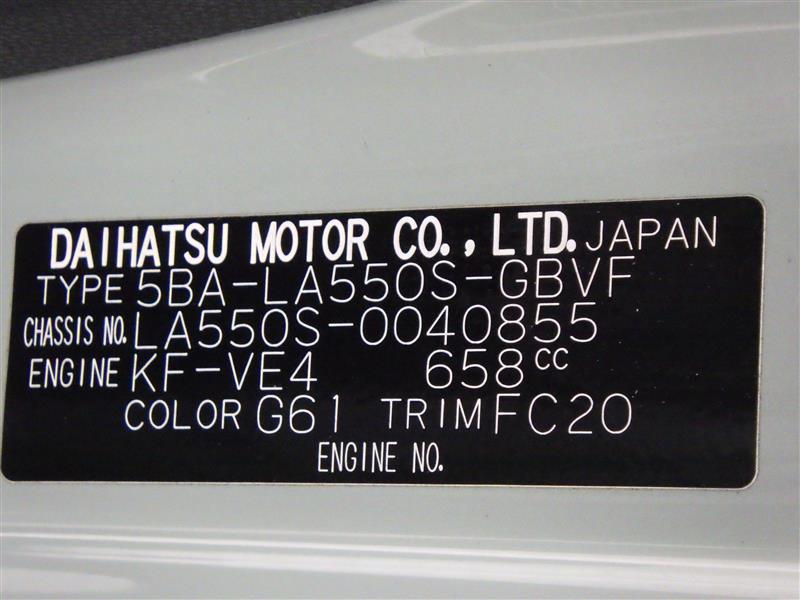 DAIHATSU MOTOR CO.,LTD. JAPAN
TYPE 5BA-LA550S-GBVF
CHASSIS NO. LA550S-0040855
ENGINE KF-VE4 658cc
COLOR G61 TRIM FC20
ENGINE NO.